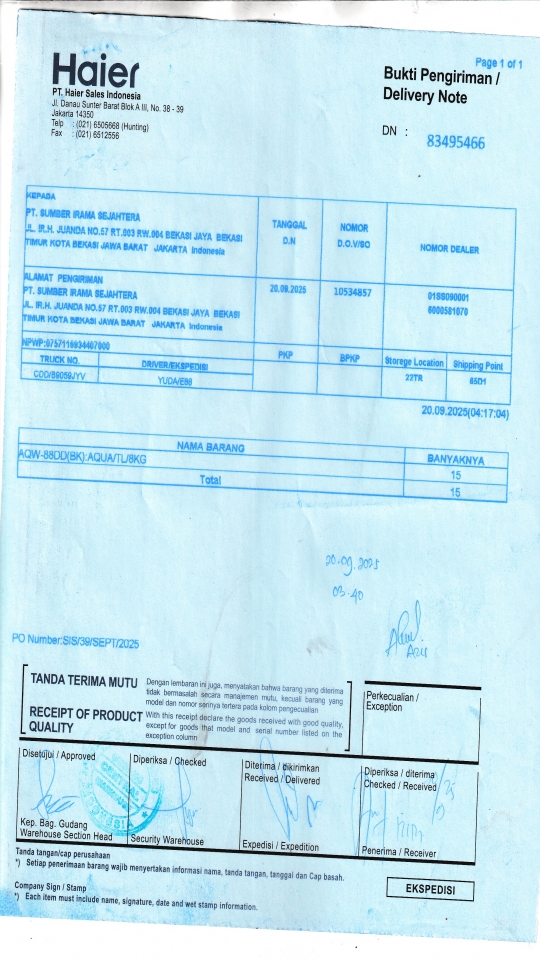 Page 1 of 1
Haier
PT. Haier Sales Indonesia
Jl. Danau Sunter Barat Blok A III, No. 38 - 39
Jakarta 14350
Telp : (021) 6505668 (Hunting)
Fax : (021) 6512556
Bukti Pengiriman /
Delivery Note
DN : 83495466
KEPADA
PT. SUMBER IRAMA SEJAHTERA
JL. IR.H. JUANDA NO.57 RT.003 RW.004 BEKASI JAYA BEKASI
TIMUR KOTA BEKASI JAWA BARAT JAKARTA Indonesia
TANGGAL
D.N
NOMOR
D.O.V/SO
NOMOR DEALER
ALAMAT PENGIRIMAN
PT. SUMBER IRAMA SEJAHTERA
JL. IR.H. JUANDA NO.57 RT.003 RW.004 BEKASI JAYA BEKASI
TIMUR KOTA BEKASI JAWA BARAT JAKARTA Indonesia
20.09.2025
10534857
01SS090001
6000581070
NPWP:0757116934407000
TRUCK NO.
DRIVER/EKSPEDISI
PKP
BPKP
Storege Location
Shipping Point
YUDA/E88
22TR
65D1
20.09.2025(04:17:04)
NAMA BARANG
BANYAKNYA
AQW-88DD(BK):AQUA/TL/8KG
15
Total
15
20.09.2025
03.40
PO Number:SIS/39/SEPT/2025
TANDA TERIMA MUTU
Dengan lembaran ini juga, menyatakan bahwa barang yang diterima
tidak bermasalah secara manajemen mutu, kecuali barang yang
model dan nomor serinya tertera pada kolom pengecualian
RECEIPT OF PRODUCT
QUALITY
With this receipt declare the goods received with good quality,
except for goods that model and serial number listed on the
exception column
Perkecualian /
Exception
Disetujui / Approved
Diperiksa / Checked
Diterima / dikirimkan
Received / Delivered
Diperiksa / diterima
Checked / Received
Kep. Bag. Gudang
Warehouse Section Head
Security Warehouse
Expedisi / Expedition
Penerima / Receiver
Tanda tangan/cap perusahaan
*) Setiap penerimaan barang wajib menyertakan informasi nama, tanda tangan, tanggal dan Cap basah.
Company Sign / Stamp
*) Each item must include name, signature, date and wet stamp information.
EKSPEDISI